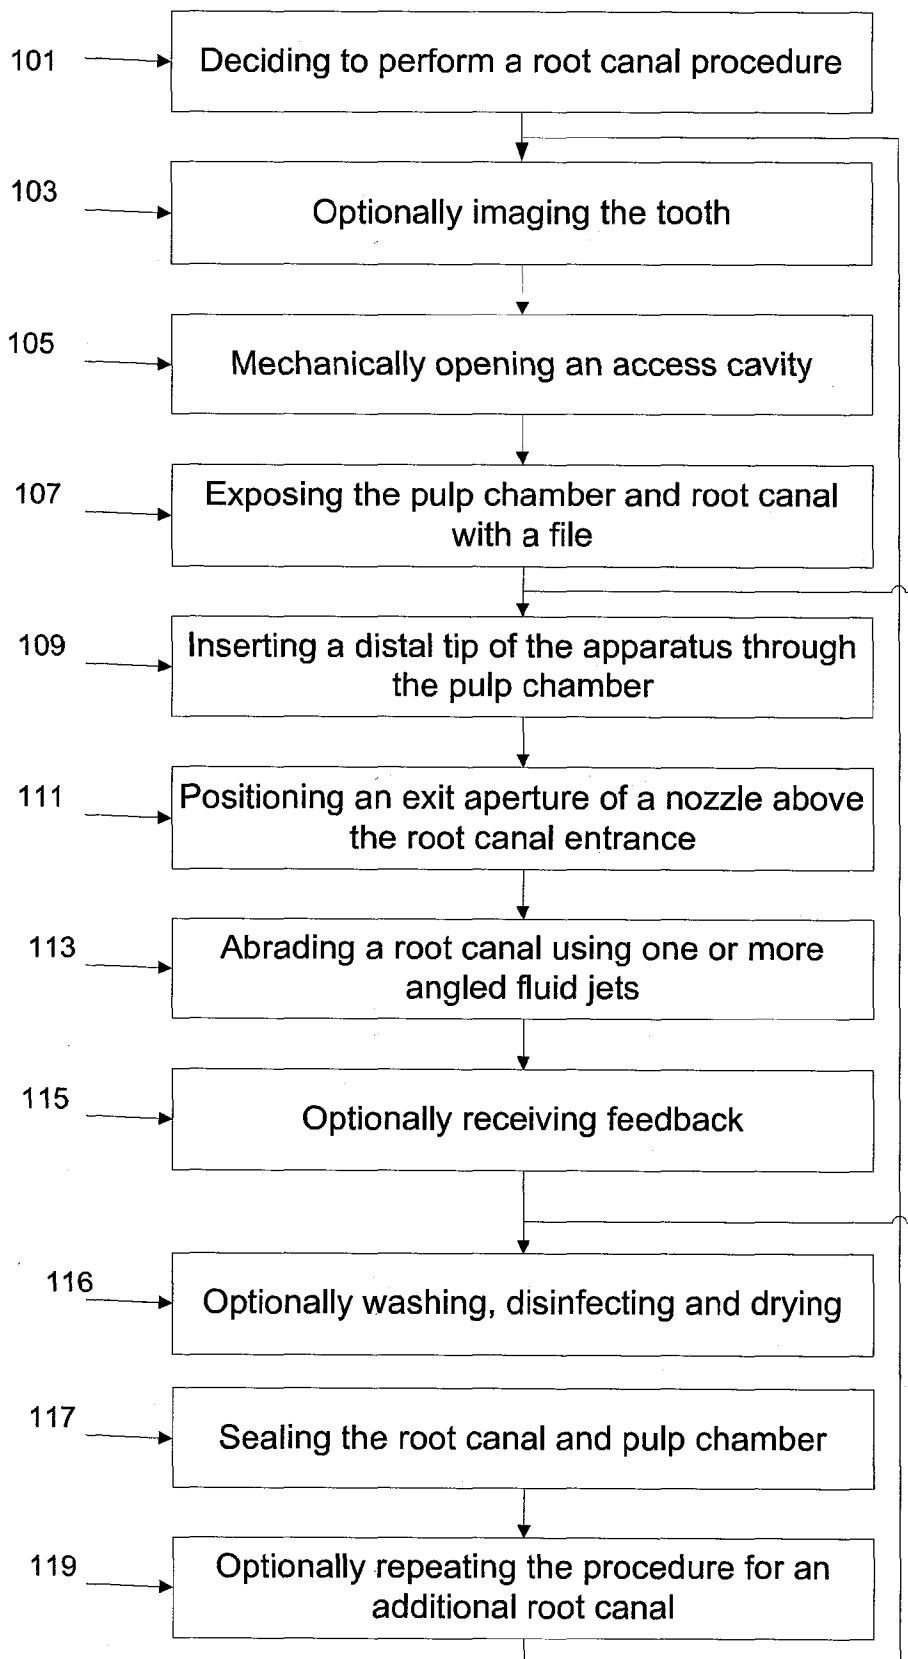 101
Deciding to perform a root canal procedure
103
Optionally imaging the tooth
105
Mechanically opening an access cavity
107
Exposing the pulp chamber and root canal
with a file
109
Inserting a distal tip of the apparatus through
the pulp chamber
111
Positioning an exit aperture of a nozzle above
the root canal entrance
113
Abrading a root canal using one or more
angled fluid jets
115
Optionally receiving feedback
116
Optionally washing, disinfecting and drying
117
Sealing the root canal and pulp chamber
119
Optionally repeating the procedure for an
additional root canal